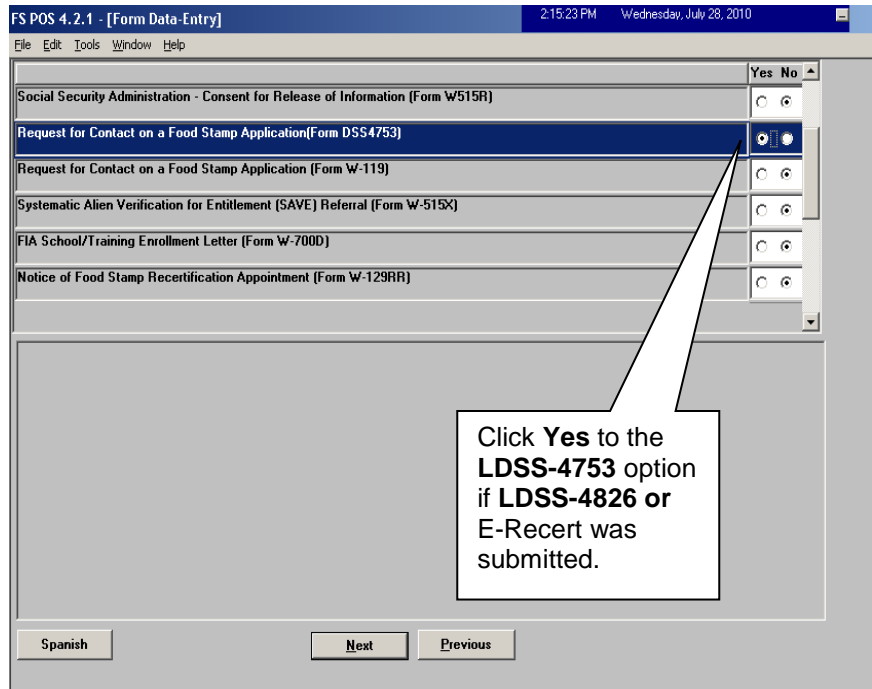 FS POS 4.2.1 - [Form Data-Entry] 2:15:23 PM Wednesday, July 28, 2010
File Edit Tools Window Help
Yes No
Social Security Administration - Consent for Release of Information (Form W515R)
Request for Contact on a Food Stamp Application(Form DSS4753)
Request for Contact on a Food Stamp Application (Form W-119)
Systematic Alien Verification for Entitlement (SAVE) Referral (Form W-515X)
FIA School/Training Enrollment Letter (Form W-700D)
Notice of Food Stamp Recertification Appointment (Form W-129RR)
Click Yes to the
LDSS-4753 option
if LDSS-4826 or
E-Recert was
submitted.
Spanish Next Previous